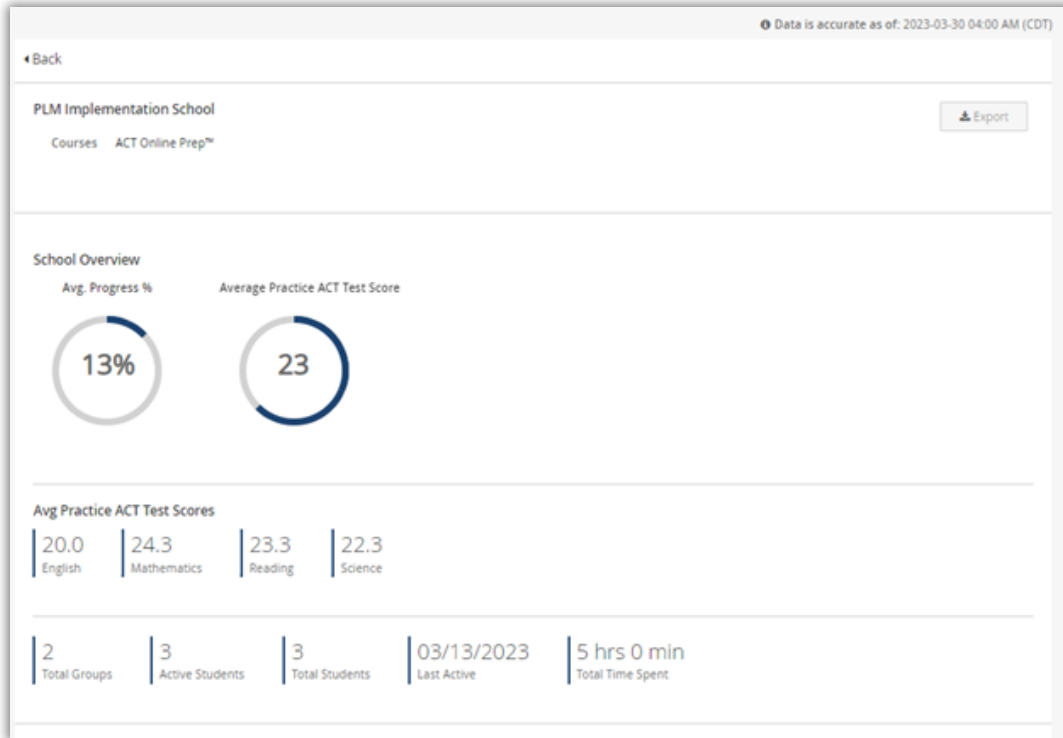 Data is accurate as of: 2023-03-30 04:00 AM (CDT)
Back
PLM Implementation School
Export
Courses ACT Online Prep™
School Overview
Avg. Progress % Average Practice ACT Test Score
13% 23
Avg Practice ACT Test Scores
20.0 24.3 23.3 22.3
English Mathematics Reading Science
2 3 3 03/13/2023 5 hrs 0 min
Total Groups Active Students Total Students Last Active Total Time Spent